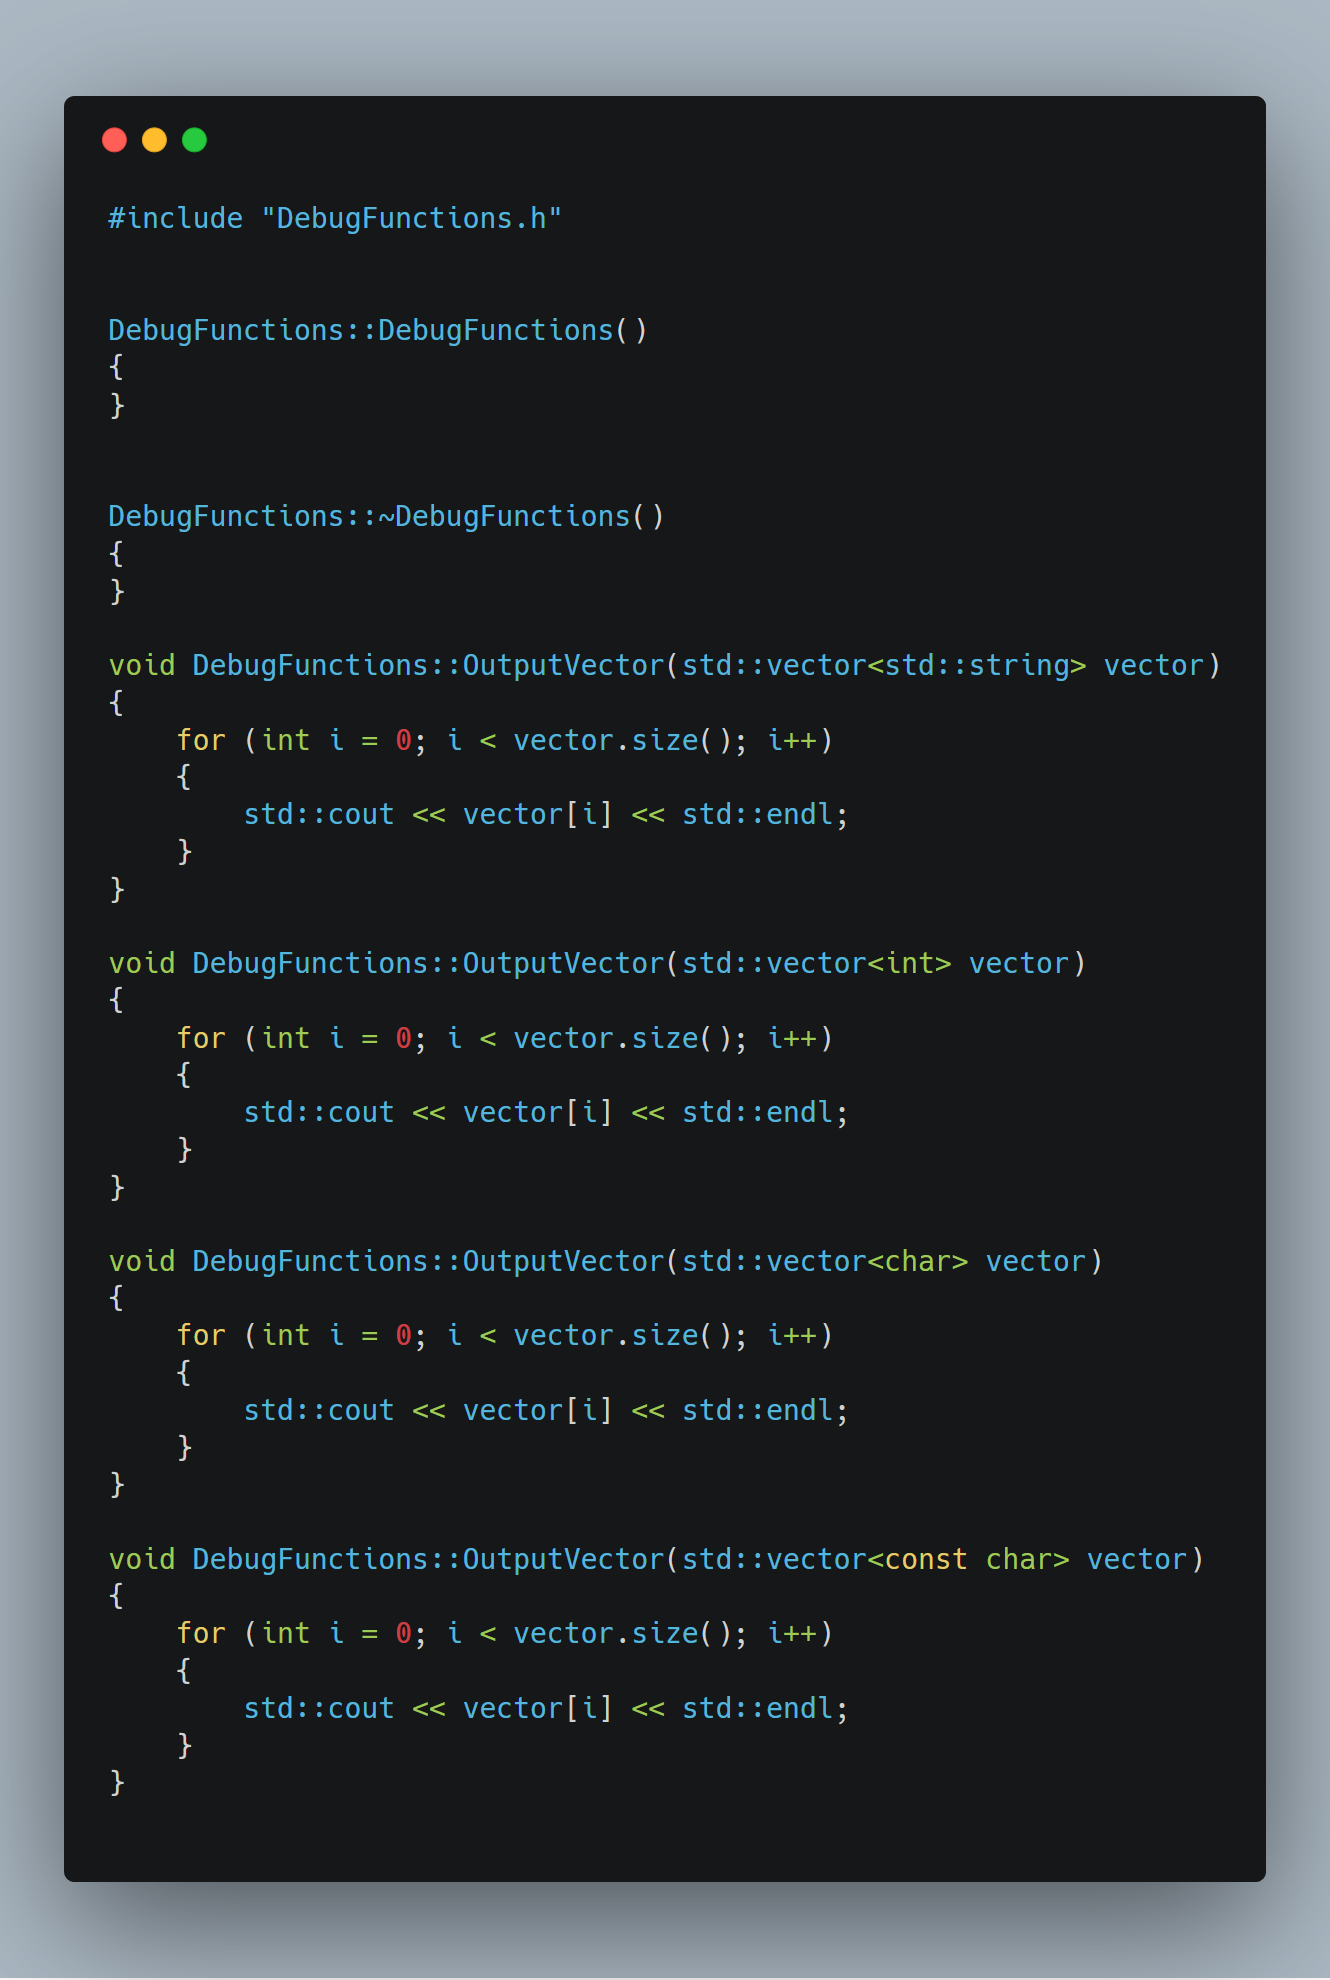 #include "DebugFunctions.h"
DebugFunctions::DebugFunctions()
{
}
DebugFunctions::~DebugFunctions()
{
}
void DebugFunctions::OutputVector(std::vector<std::string> vector)
{
    for (int i = 0; i < vector.size(); i++)
    {
        std::cout << vector[i] << std::endl;
    }
}
void DebugFunctions::OutputVector(std::vector<int> vector)
{
    for (int i = 0; i < vector.size(); i++)
    {
        std::cout << vector[i] << std::endl;
    }
}
void DebugFunctions::OutputVector(std::vector<char> vector)
{
    for (int i = 0; i < vector.size(); i++)
    {
        std::cout << vector[i] << std::endl;
    }
}
void DebugFunctions::OutputVector(std::vector<const char> vector)
{
    for (int i = 0; i < vector.size(); i++)
    {
        std::cout << vector[i] << std::endl;
    }
}